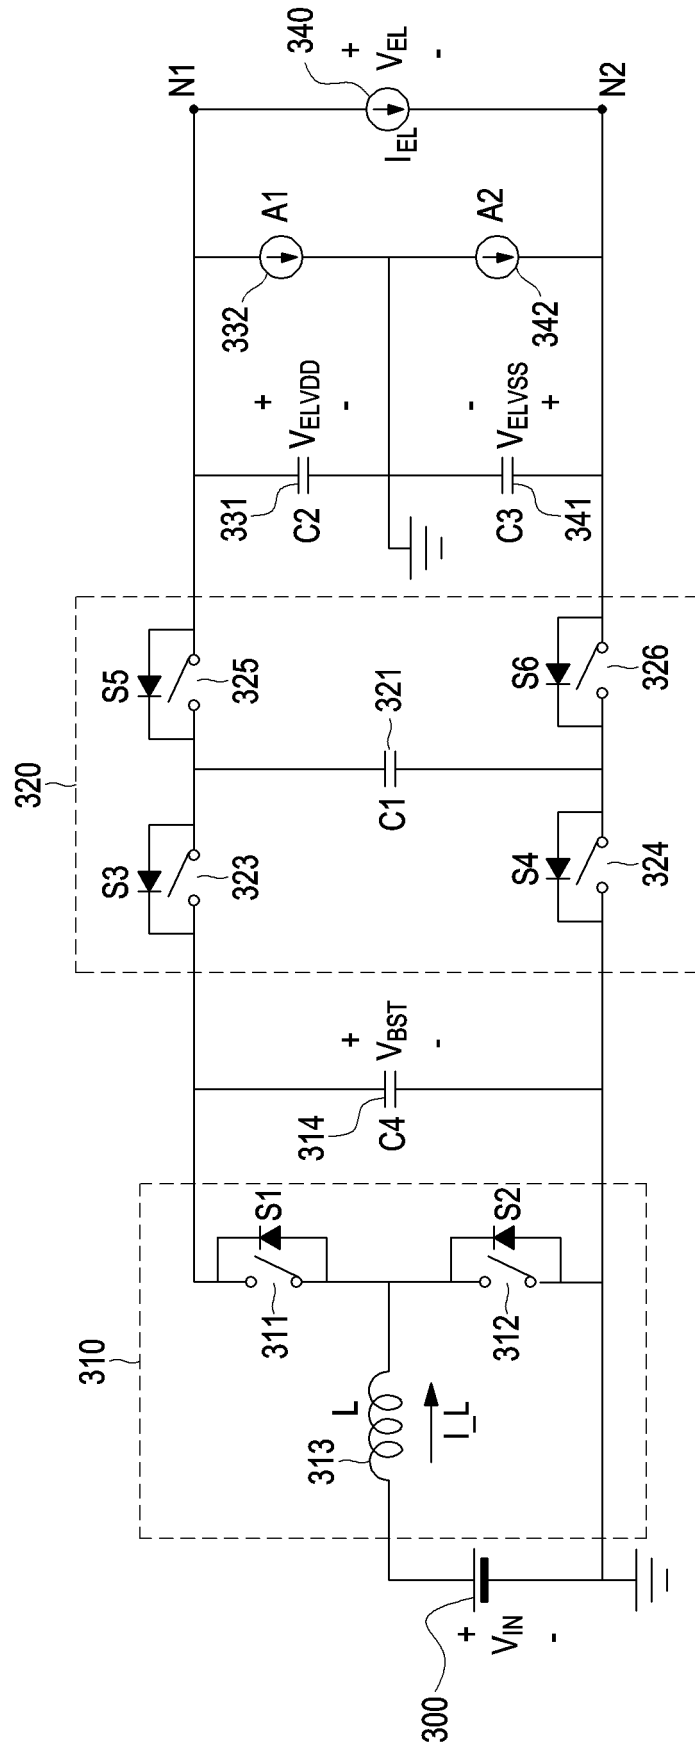 300
+
V_IN
-
310
313
L
I_L
311
S1
312
S2
314
C4
+
V_BST
-
320
S3
323
S4
324
C1
321
S5
325
S6
326
331
C2
+
V_ELVDD
-
C3
341
-
V_ELVSS
+
332
A1
342
A2
N1
340
I_EL
+
V_EL
-
N2